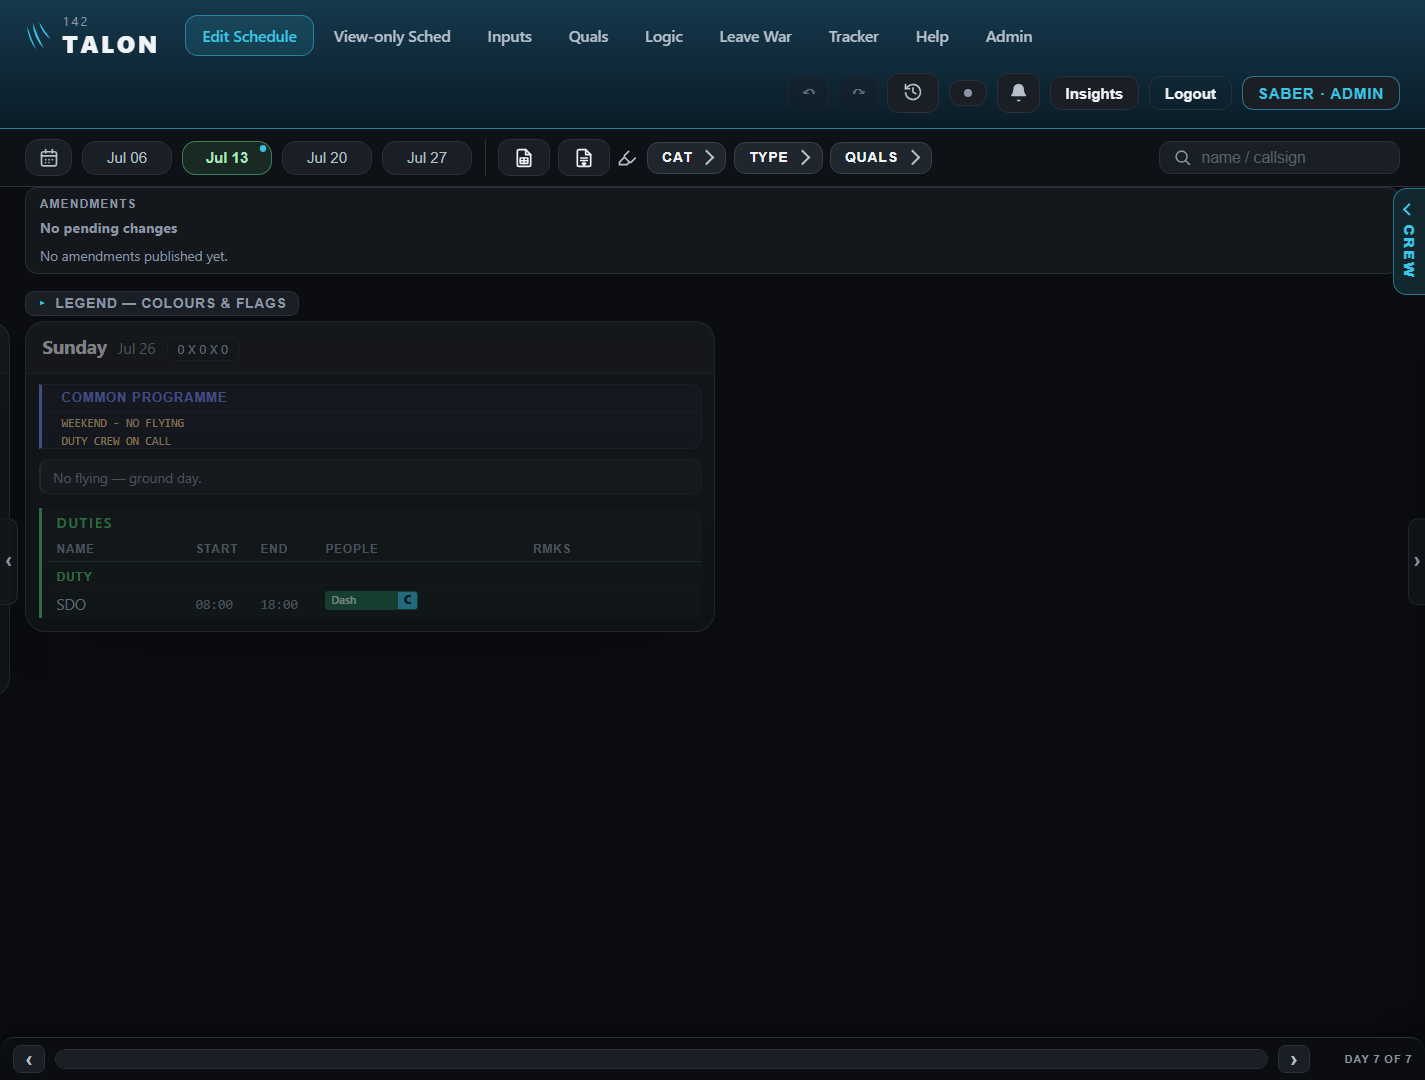 142
TALON
Edit Schedule
View-only Sched
Inputs
Quals
Logic
Leave War
Tracker
Help
Admin
Insights
Logout
SABER · ADMIN
Jul 06
Jul 13
Jul 20
Jul 27
CAT
TYPE
QUALS
name / callsign
AMENDMENTS
No pending changes
No amendments published yet.
CREW
LEGEND — COLOURS & FLAGS
Sunday Jul 26 0 X 0 X 0
COMMON PROGRAMME
WEEKEND - NO FLYING
DUTY CREW ON CALL
No flying — ground day.
DUTIES
NAME START END PEOPLE RMKS
DUTY
SDO 08:00 18:00 Dash C
DAY 7 OF 7